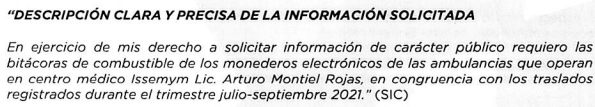 “DESCRIPCIÓN CLARA Y PRECISA DE LA INFORMACIÓN SOLICITADA
En ejercicio de mis derecho a solicitar información de carácter público requiero las
bitácoras de combustible de los monederos electrónicos de las ambulancias que operan
en centro médico Issemym Lic. Arturo Montiel Rojas, en congruencia con los traslados
registrados durante el trimestre julio-septiembre 2021.” (SIC)